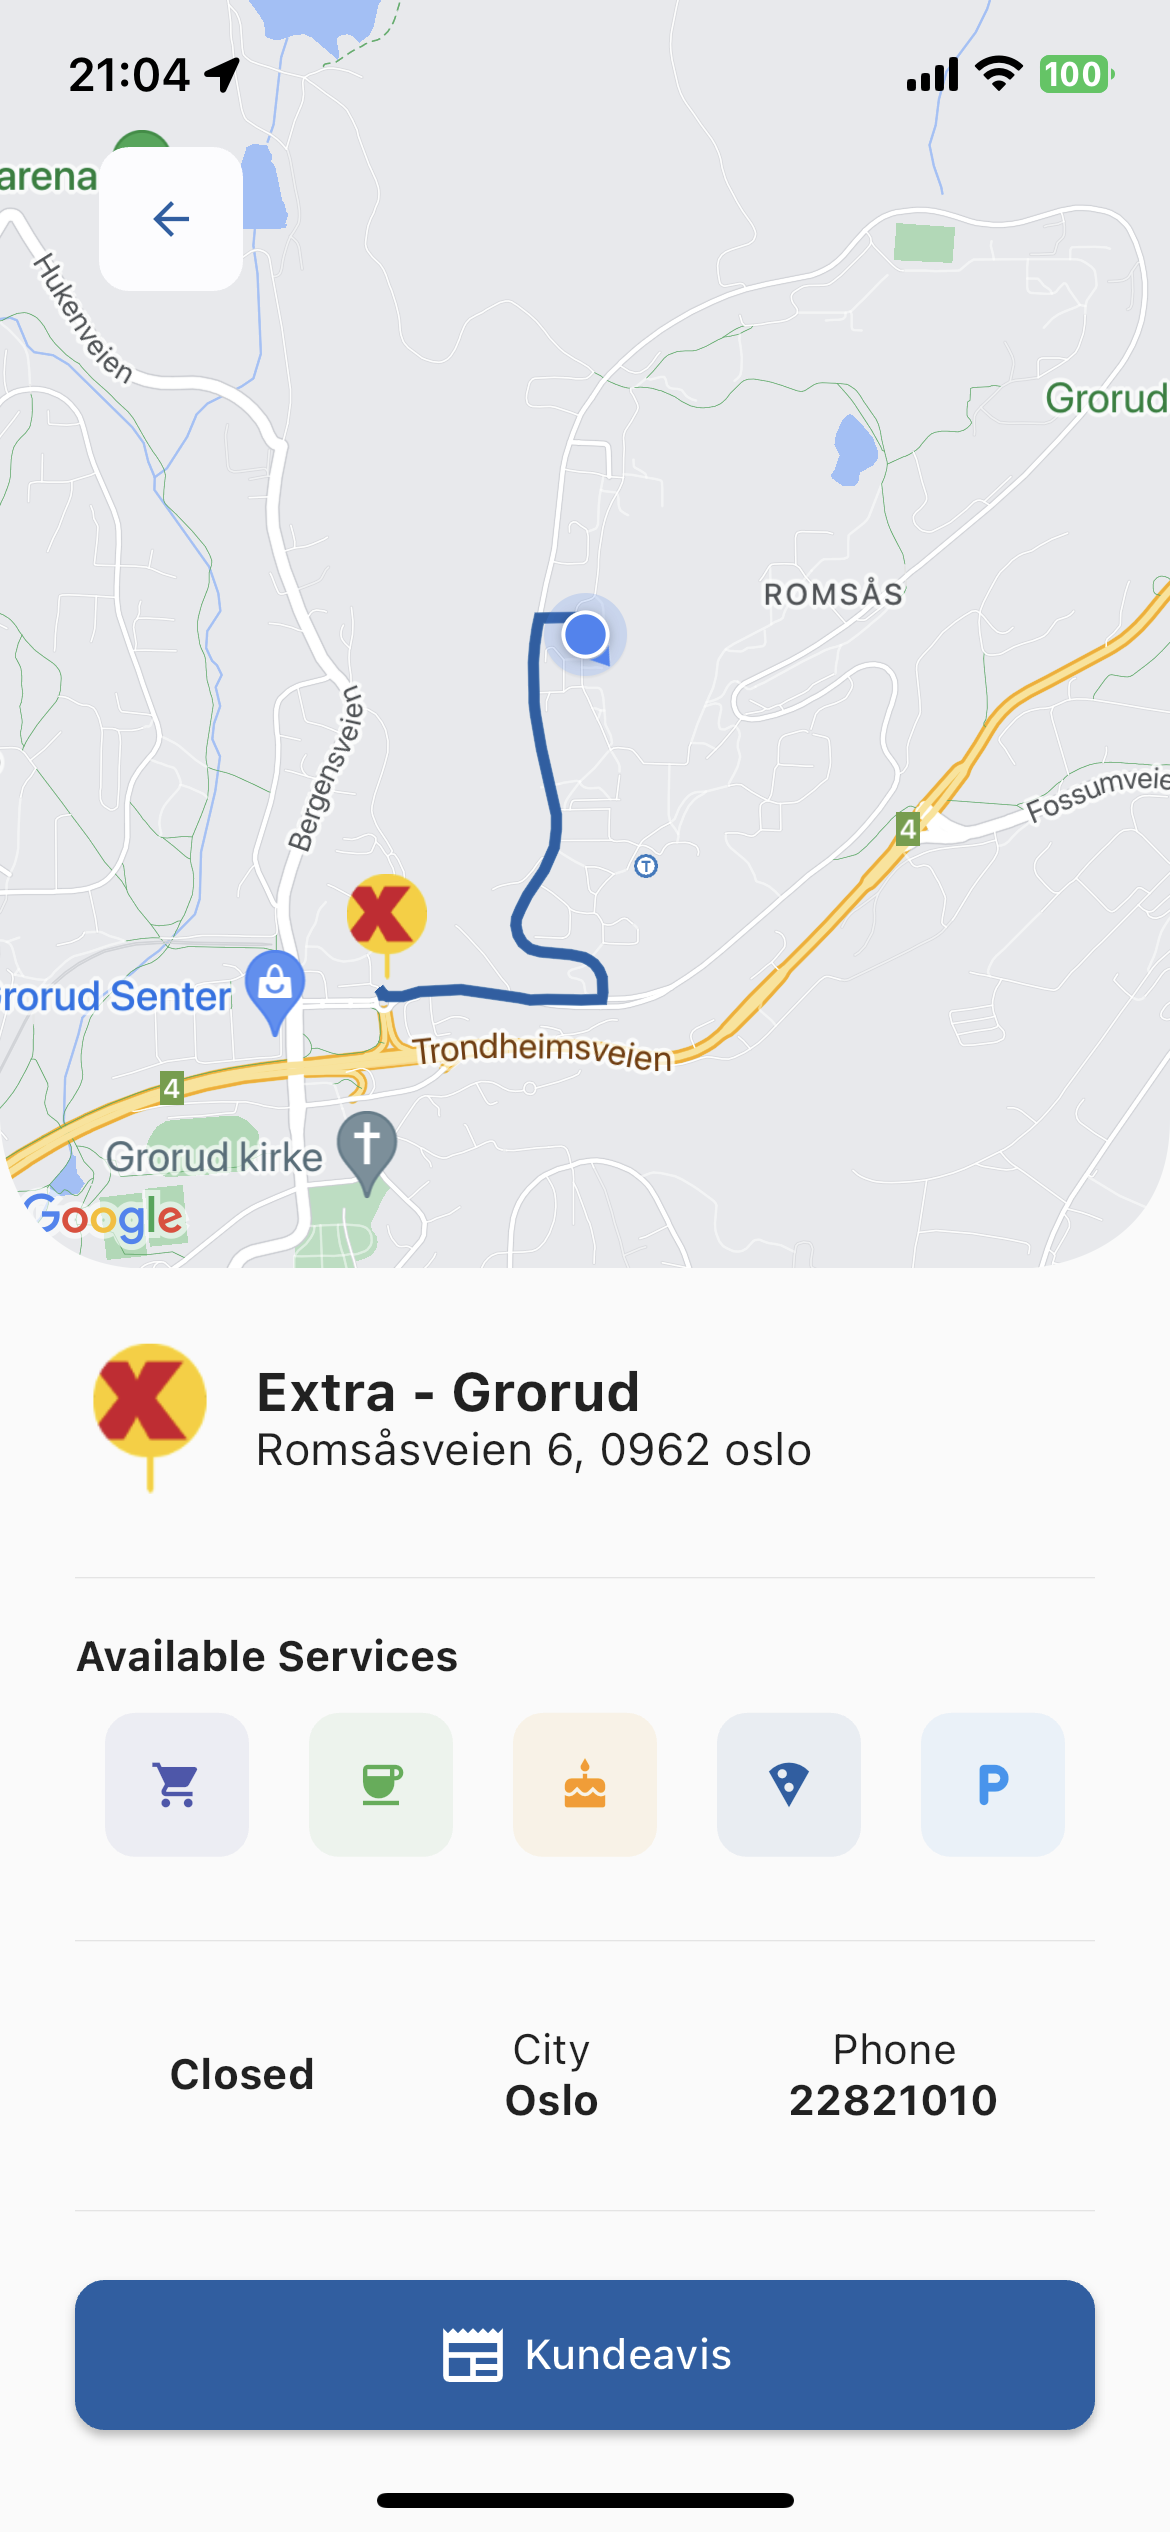 21:04
100
arena
Hukenveien
Grorud
ROMSÅS
Bergensveien
Fossumveie
4
T
rorud Senter
Trondheimsveien
4
Grorud kirke
Google
Extra - Grorud
Romsåsveien 6, 0962 oslo
Available Services
P
Closed
City
Oslo
Phone
22821010
Kundeavis